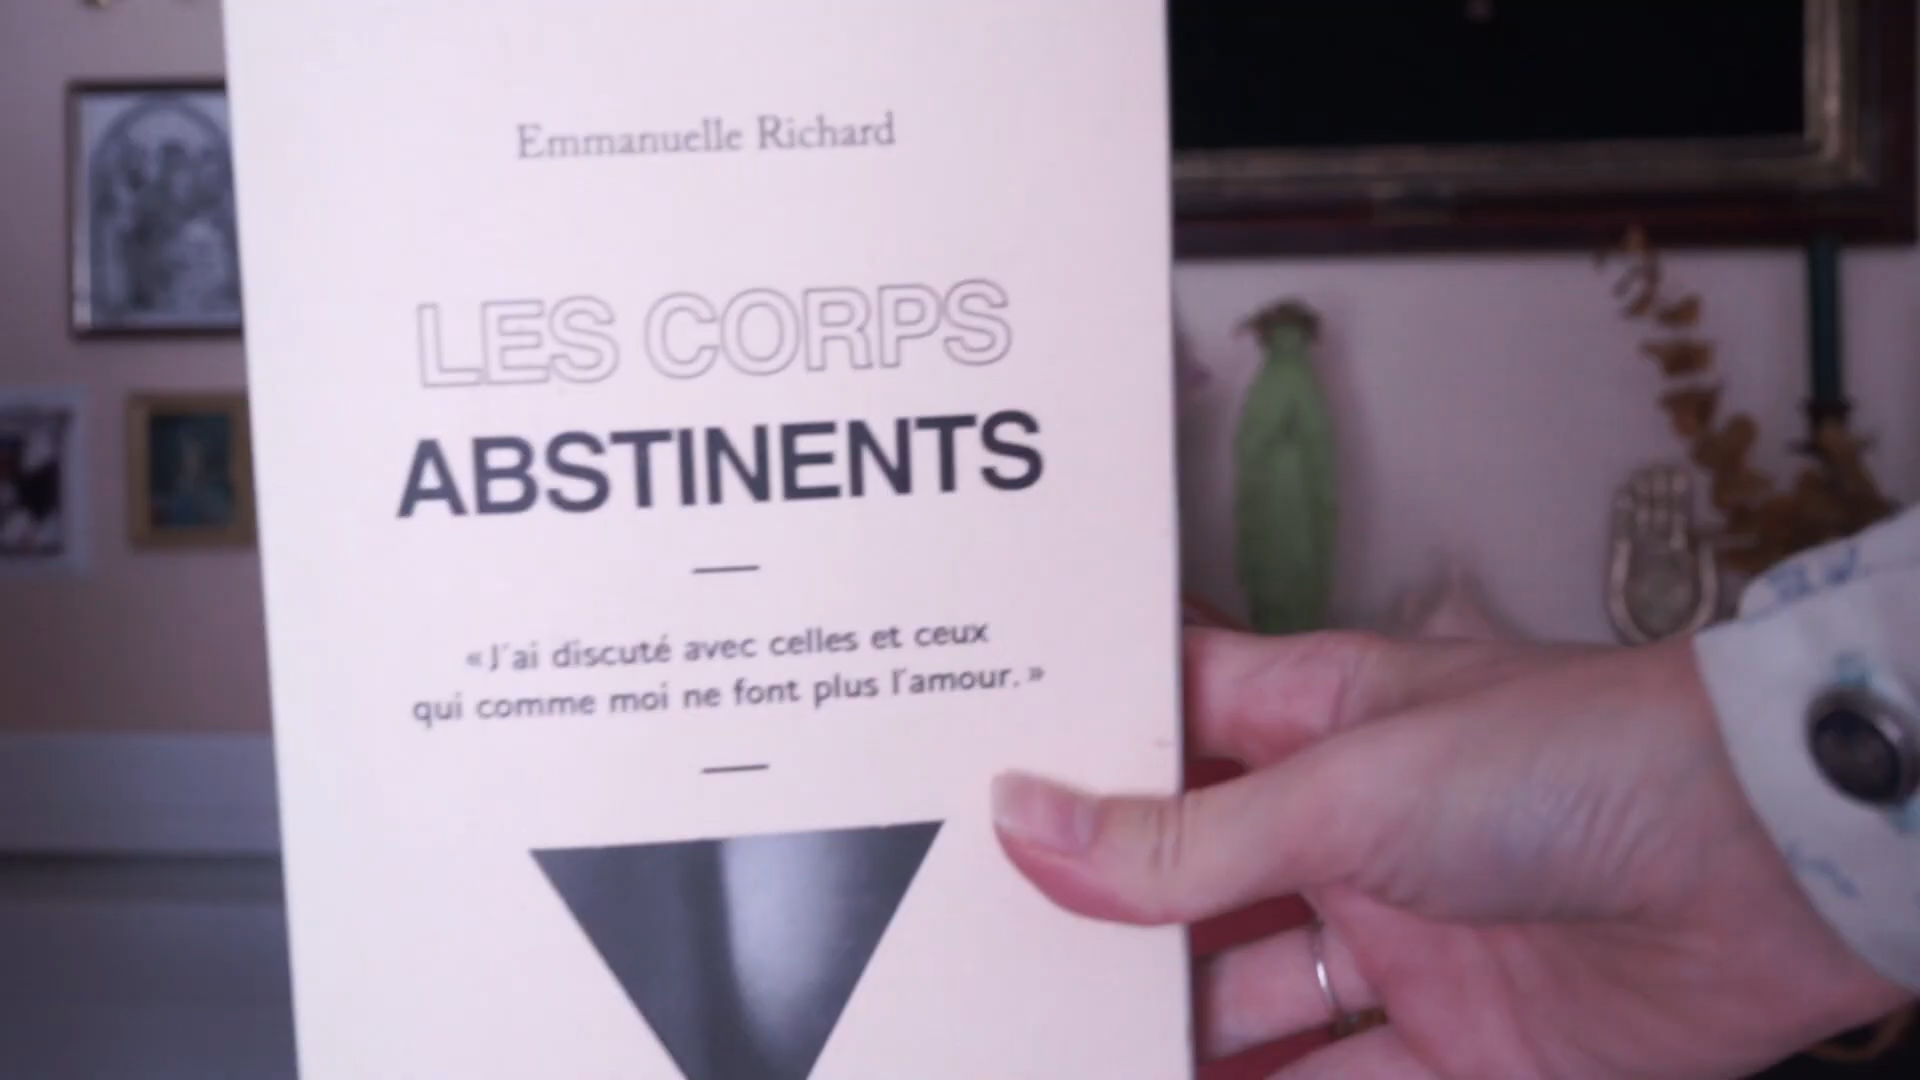 Emmanuelle Richard
LES CORPS
ABSTINENTS
« J'ai discuté avec celles et ceux
qui comme moi ne font plus l'amour. »